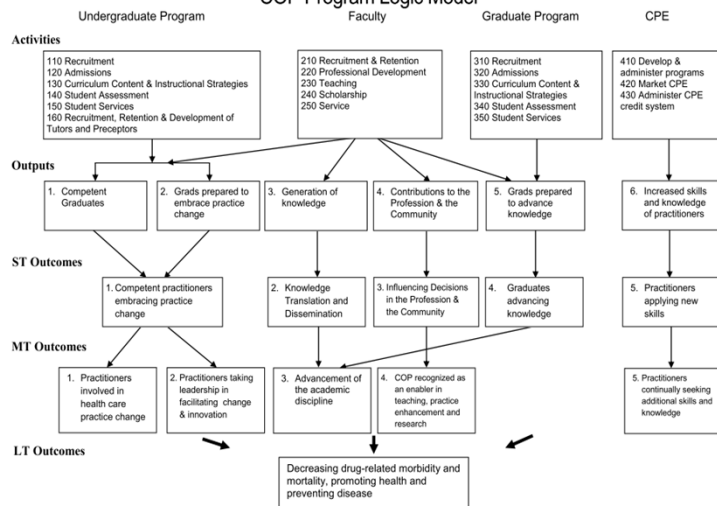 COP Program Logic Model
Undergraduate Program
Faculty
Graduate Program
CPE
Activities
110 Recruitment
120 Admissions
130 Curriculum Content & Instructional Strategies
140 Student Assessment
150 Student Services
160 Recruitment, Retention & Development of
Tutors and Preceptors
210 Recruitment & Retention
220 Professional Development
230 Teaching
240 Scholarship
250 Service
310 Recruitment
320 Admissions
330 Curriculum Content &
Instructional Strategies
340 Student Assessment
350 Student Services
410 Develop &
administer programs
420 Market CPE
430 Administer CPE
credit system
Outputs
1. Competent
Graduates
2. Grads prepared to
embrace practice
change
3. Generation of
knowledge
4. Contributions to the
Profession & the
Community
5. Grads prepared
to advance
knowledge
6. Increased skills
and knowledge
of practitioners
ST Outcomes
1. Competent practitioners
embracing practice
change
2. Knowledge
Translation and
Dissemination
3. Influencing Decisions
in the Profession &
the Community
4. Graduates
advancing
knowledge
5. Practitioners
applying new
skills
MT Outcomes
1. Practitioners
involved in
health care
practice change
2. Practitioners taking
leadership in
facilitating change
& innovation
3. Advancement of
the academic
discipline
4. COP recognized as
an enabler in
teaching, practice
enhancement and
research
5. Practitioners
continually seeking
additional skills and
knowledge
LT Outcomes
Decreasing drug-related morbidity and
mortality, promoting health and
preventing disease